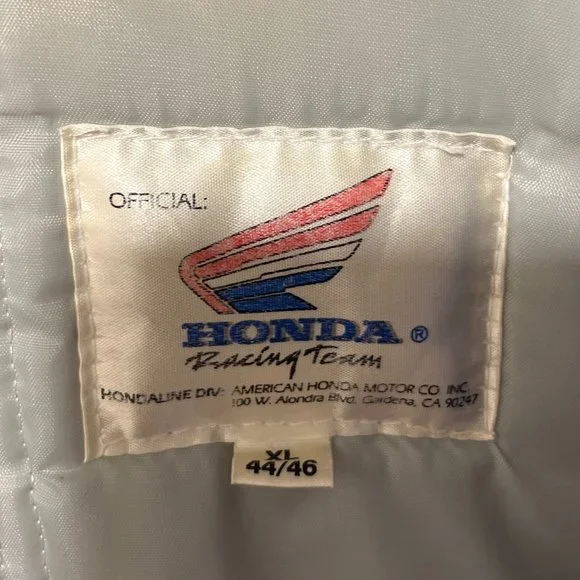 OFFICIAL:
HONDA ®
Racing Team
HONDALINE DIV: AMERICAN HONDA MOTOR CO. INC.
100 W. Alondra Blvd. Gardena, CA 90247
XL
44/46